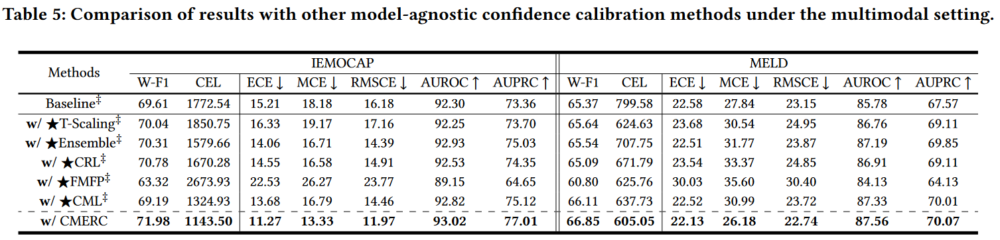 Table 5: Comparison of results with other model-agnostic confidence calibration methods under the multimodal setting.
Methods IEMOCAP MELD
W-F1 CEL ECE ↓ MCE ↓ RMSCE ↓ AUROC ↑ AUPRC ↑ W-F1 CEL ECE ↓ MCE ↓ RMSCE ↓ AUROC ↑ AUPRC ↑
Baseline‡ 69.61 1772.54 15.21 18.18 16.18 92.30 73.36 65.37 799.58 22.58 27.84 23.15 85.78 67.57
w/ ★T-Scaling‡ 70.04 1850.75 16.33 19.17 17.16 92.25 73.70 65.64 624.63 23.68 30.54 24.95 86.76 69.11
w/ ★Ensemble‡ 70.31 1579.66 14.06 16.71 14.39 92.93 75.03 65.54 707.75 22.51 31.77 23.87 87.19 69.85
w/ ★CRL‡ 70.78 1670.28 14.55 16.58 14.91 92.53 74.35 65.09 671.79 23.54 33.37 24.85 86.91 69.11
w/ ★FMFP‡ 63.32 2673.93 22.53 26.27 23.77 89.15 64.65 60.80 625.76 30.03 35.60 30.40 84.13 64.13
w/ ★CML‡ 69.19 1324.93 13.68 16.79 14.46 92.82 75.12 66.11 637.73 22.52 30.99 23.72 87.33 70.01
w/ CMERC 71.98 1143.50 11.27 13.33 11.97 93.02 77.01 66.85 605.05 22.13 26.18 22.74 87.56 70.07